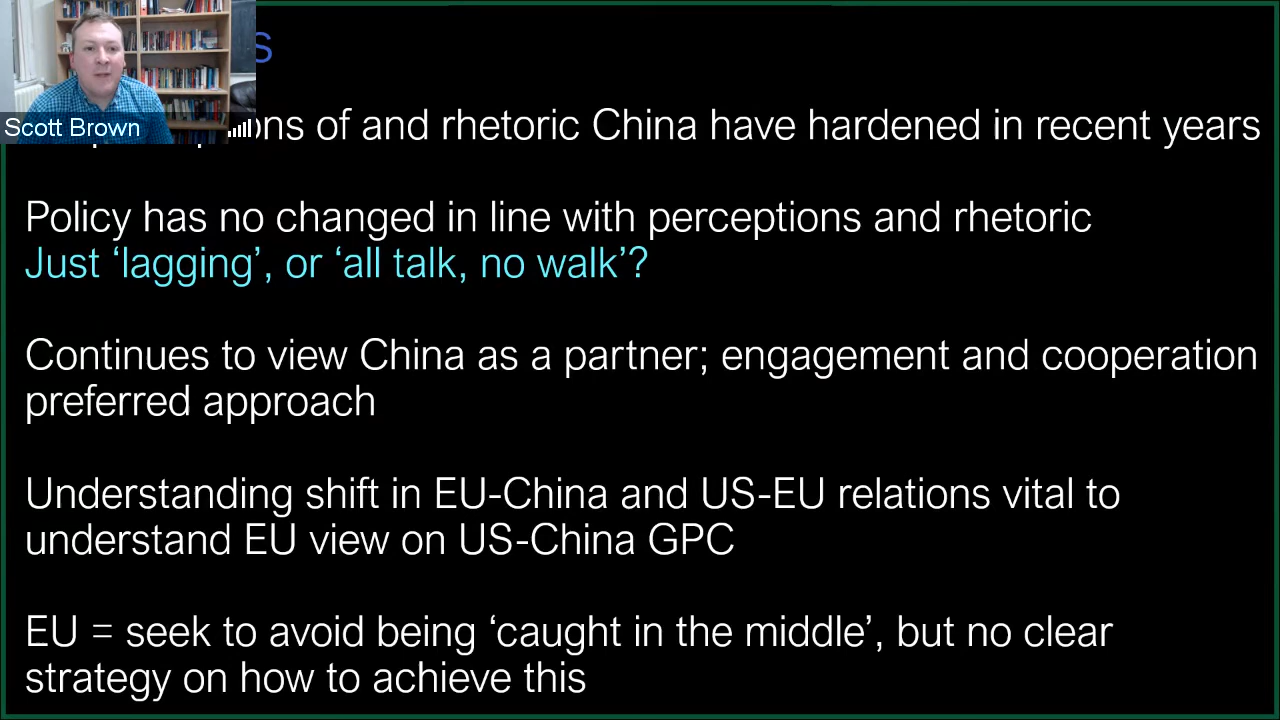 s
Scott Brown
ons of and rhetoric China have hardened in recent years
Policy has no changed in line with perceptions and rhetoric
Just ‘lagging’, or ‘all talk, no walk’?
Continues to view China as a partner; engagement and cooperation
preferred approach
Understanding shift in EU-China and US-EU relations vital to
understand EU view on US-China GPC
EU = seek to avoid being ‘caught in the middle’, but no clear
strategy on how to achieve this